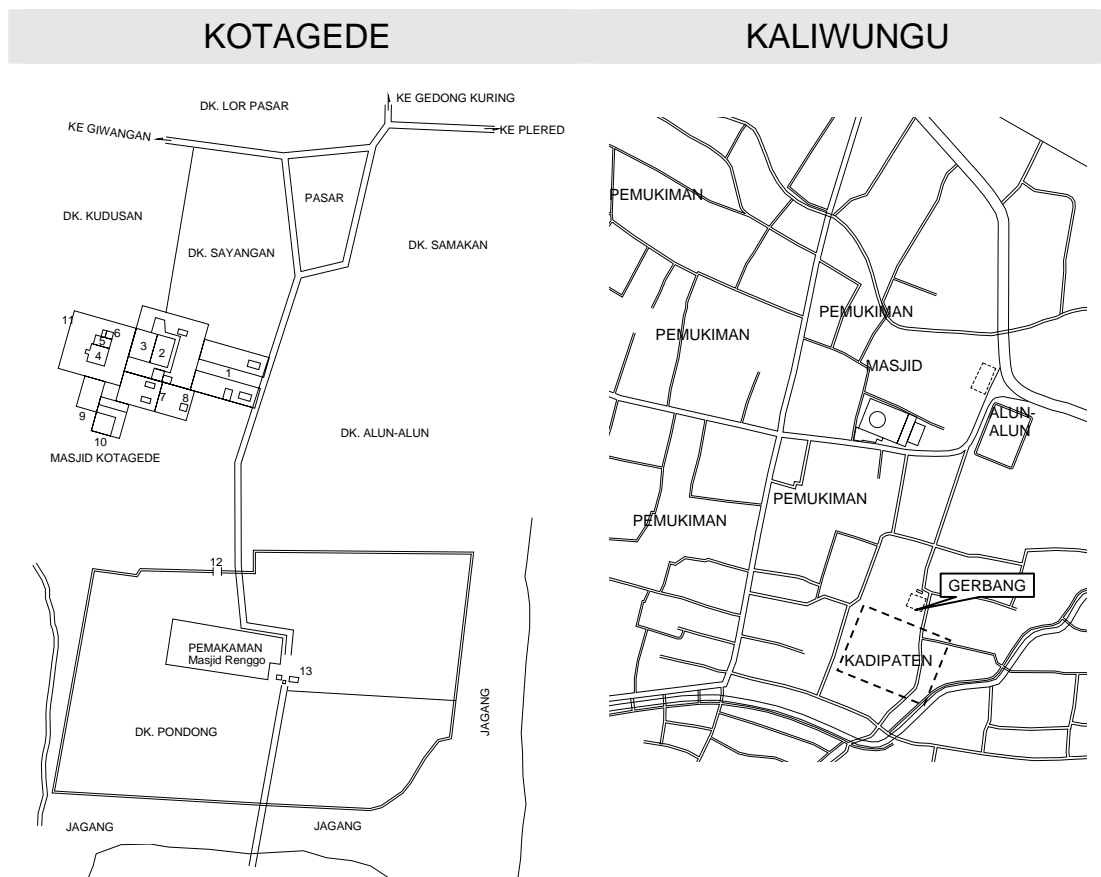 KOTAGEDE
KALIWUNGU
DK. LOR PASAR
KE GEDONG KURING
KE GIWANGAN
KE PLERED
PASAR
DK. KUDUSAN
DK. SAYANGAN
DK. SAMAKAN
11
6
5
4
3
2
1
7
8
9
10
MASJID KOTAGEDE
DK. ALUN-ALUN
12
PEMAKAMAN
Masjid Renggo
13
DK. PONDONG
JAGANG
JAGANG
JAGANG
PEMUKIMAN
PEMUKIMAN
PEMUKIMAN
MASJID
ALUN-
ALUN
PEMUKIMAN
PEMUKIMAN
GERBANG
KADIPATEN